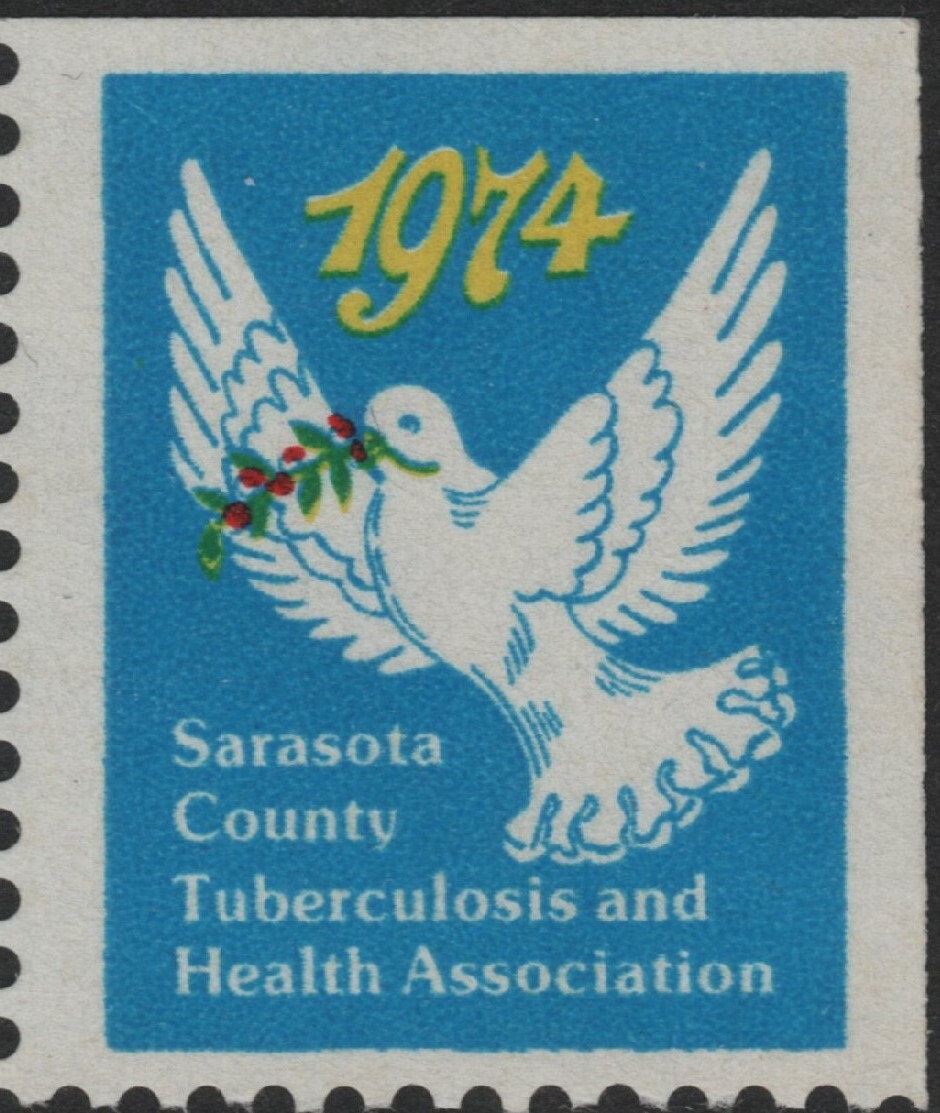 1974
Sarasota
County
Tuberculosis and
Health Association